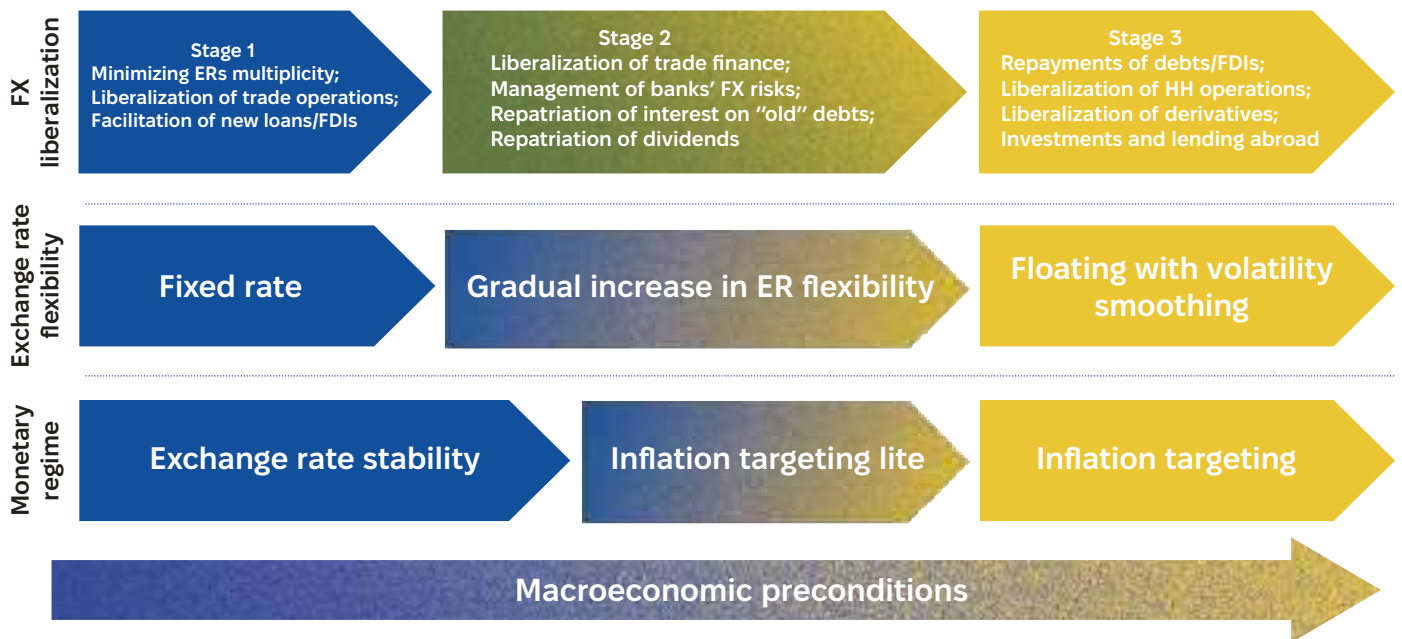 FX
liberalization
Stage 1
Minimizing ERs multiplicity;
Liberalization of trade operations;
Facilitation of new loans/FDIs
Stage 2
Liberalization of trade finance;
Management of banks’ FX risks;
Repatriation of interest on “old” debts;
Repatriation of dividends
Stage 3
Repayments of debts/FDIs;
Liberalization of HH operations;
Liberalization of derivatives;
Investments and lending abroad
Exchange rate
flexibility
Fixed rate
Gradual increase in ER flexibility
Floating with volatility
smoothing
Monetary
regime
Exchange rate stability
Inflation targeting lite
Inflation targeting
Macroeconomic preconditions